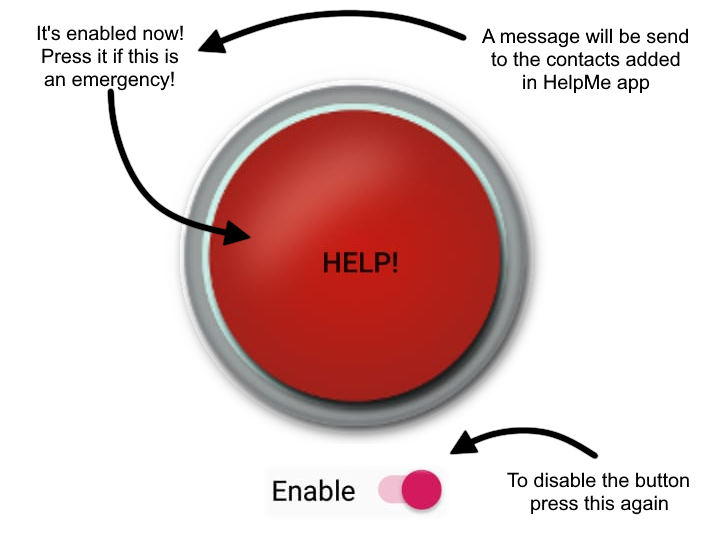 It's enabled now!
Press it if this is
an emergency!
A message will be send
to the contacts added
in HelpMe app
HELP!
Enable
To disable the button
press this again